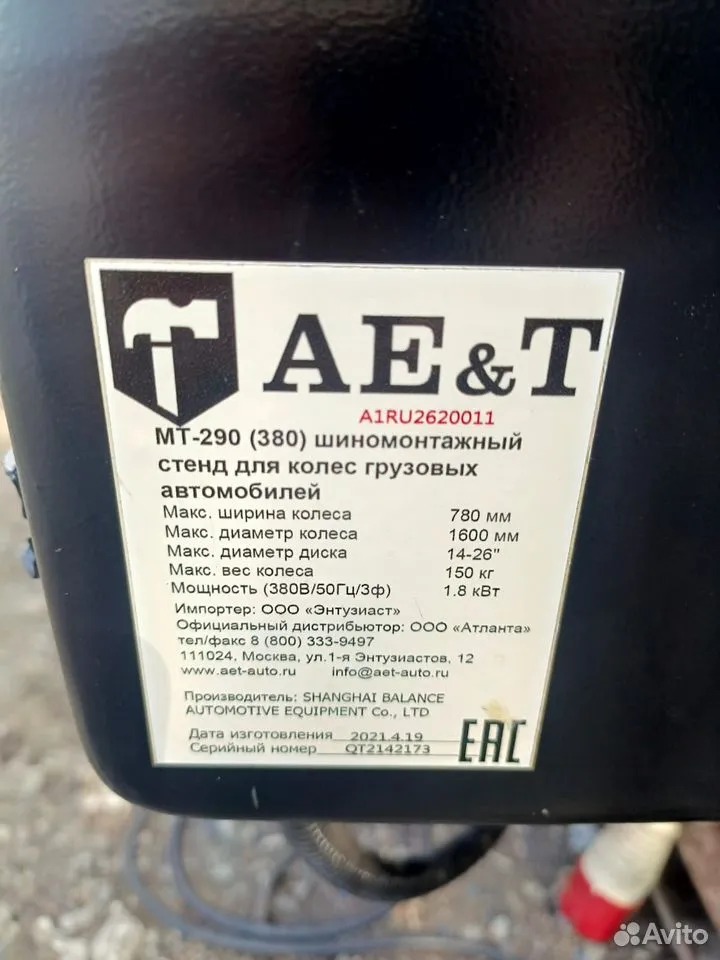 AE&T
A1RU2620011
МТ-290 (380) шиномонтажный
стенд для колес грузовых
автомобилей
Макс. ширина колеса 780 мм
Макс. диаметр колеса 1600 мм
Макс. диаметр диска 14-26"
Макс. вес колеса 150 кг
Мощность (380В/50Гц/3ф) 1.8 кВт
Импортер: ООО «Энтузиаст»
Официальный дистрибьютор: ООО «Атланта»
тел/факс 8 (800) 333-9497
111024, Москва, ул.1-я Энтузиастов, 12
www.aet-auto.ru info@aet-auto.ru
Производитель: SHANGHAI BALANCE
AUTOMOTIVE EQUIPMENT Co., LTD
Дата изготовления 2021.4.19
Серийный номер QT2142173
EAC
Avito